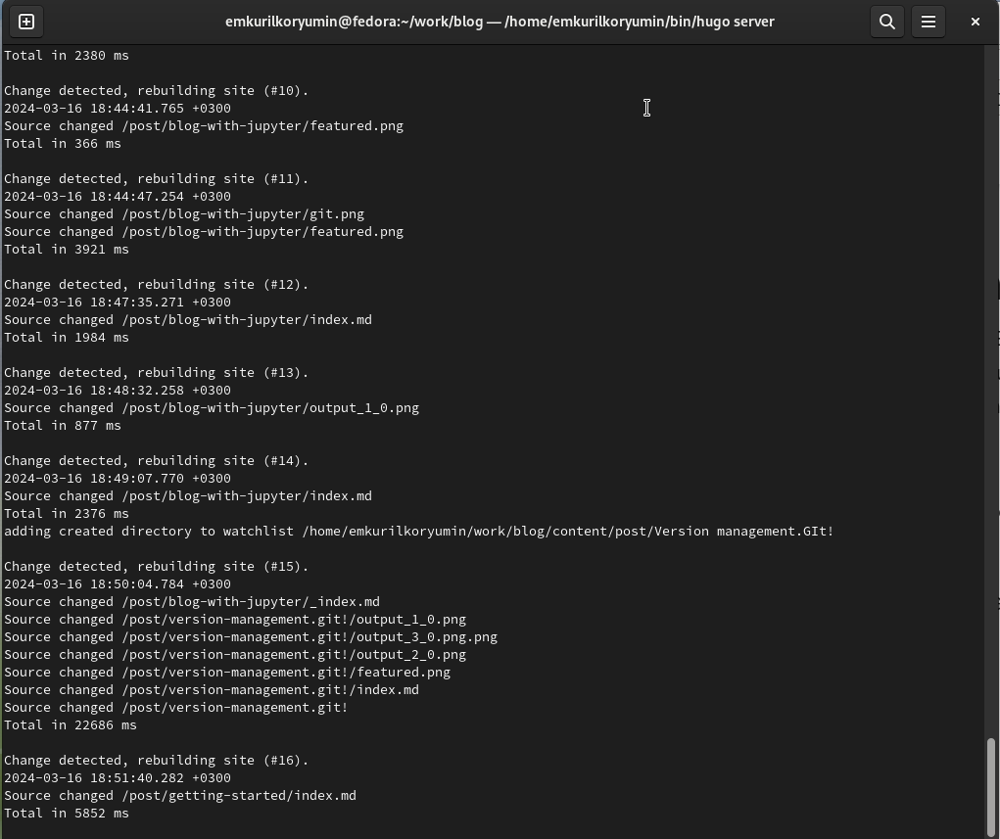 emkurilkoryumin@fedora:~/work/blog — /home/emkurilkoryumin/bin/hugo server
Total in 2380 ms
Change detected, rebuilding site (#10).
2024-03-16 18:44:41.765 +0300
Source changed /post/blog-with-jupyter/featured.png
Total in 366 ms
Change detected, rebuilding site (#11).
2024-03-16 18:44:47.254 +0300
Source changed /post/blog-with-jupyter/git.png
Source changed /post/blog-with-jupyter/featured.png
Total in 3921 ms
Change detected, rebuilding site (#12).
2024-03-16 18:47:35.271 +0300
Source changed /post/blog-with-jupyter/index.md
Total in 1984 ms
Change detected, rebuilding site (#13).
2024-03-16 18:48:32.258 +0300
Source changed /post/blog-with-jupyter/output_1_0.png
Total in 877 ms
Change detected, rebuilding site (#14).
2024-03-16 18:49:07.770 +0300
Source changed /post/blog-with-jupyter/index.md
Total in 2376 ms
adding created directory to watchlist /home/emkurilkoryumin/work/blog/content/post/Version management.GIt!
Change detected, rebuilding site (#15).
2024-03-16 18:50:04.784 +0300
Source changed /post/blog-with-jupyter/_index.md
Source changed /post/version-management.git!/output_1_0.png
Source changed /post/version-management.git!/output_3_0.png.png
Source changed /post/version-management.git!/output_2_0.png
Source changed /post/version-management.git!/featured.png
Source changed /post/version-management.git!/index.md
Source changed /post/version-management.git!
Total in 22686 ms
Change detected, rebuilding site (#16).
2024-03-16 18:51:40.282 +0300
Source changed /post/getting-started/index.md
Total in 5852 ms